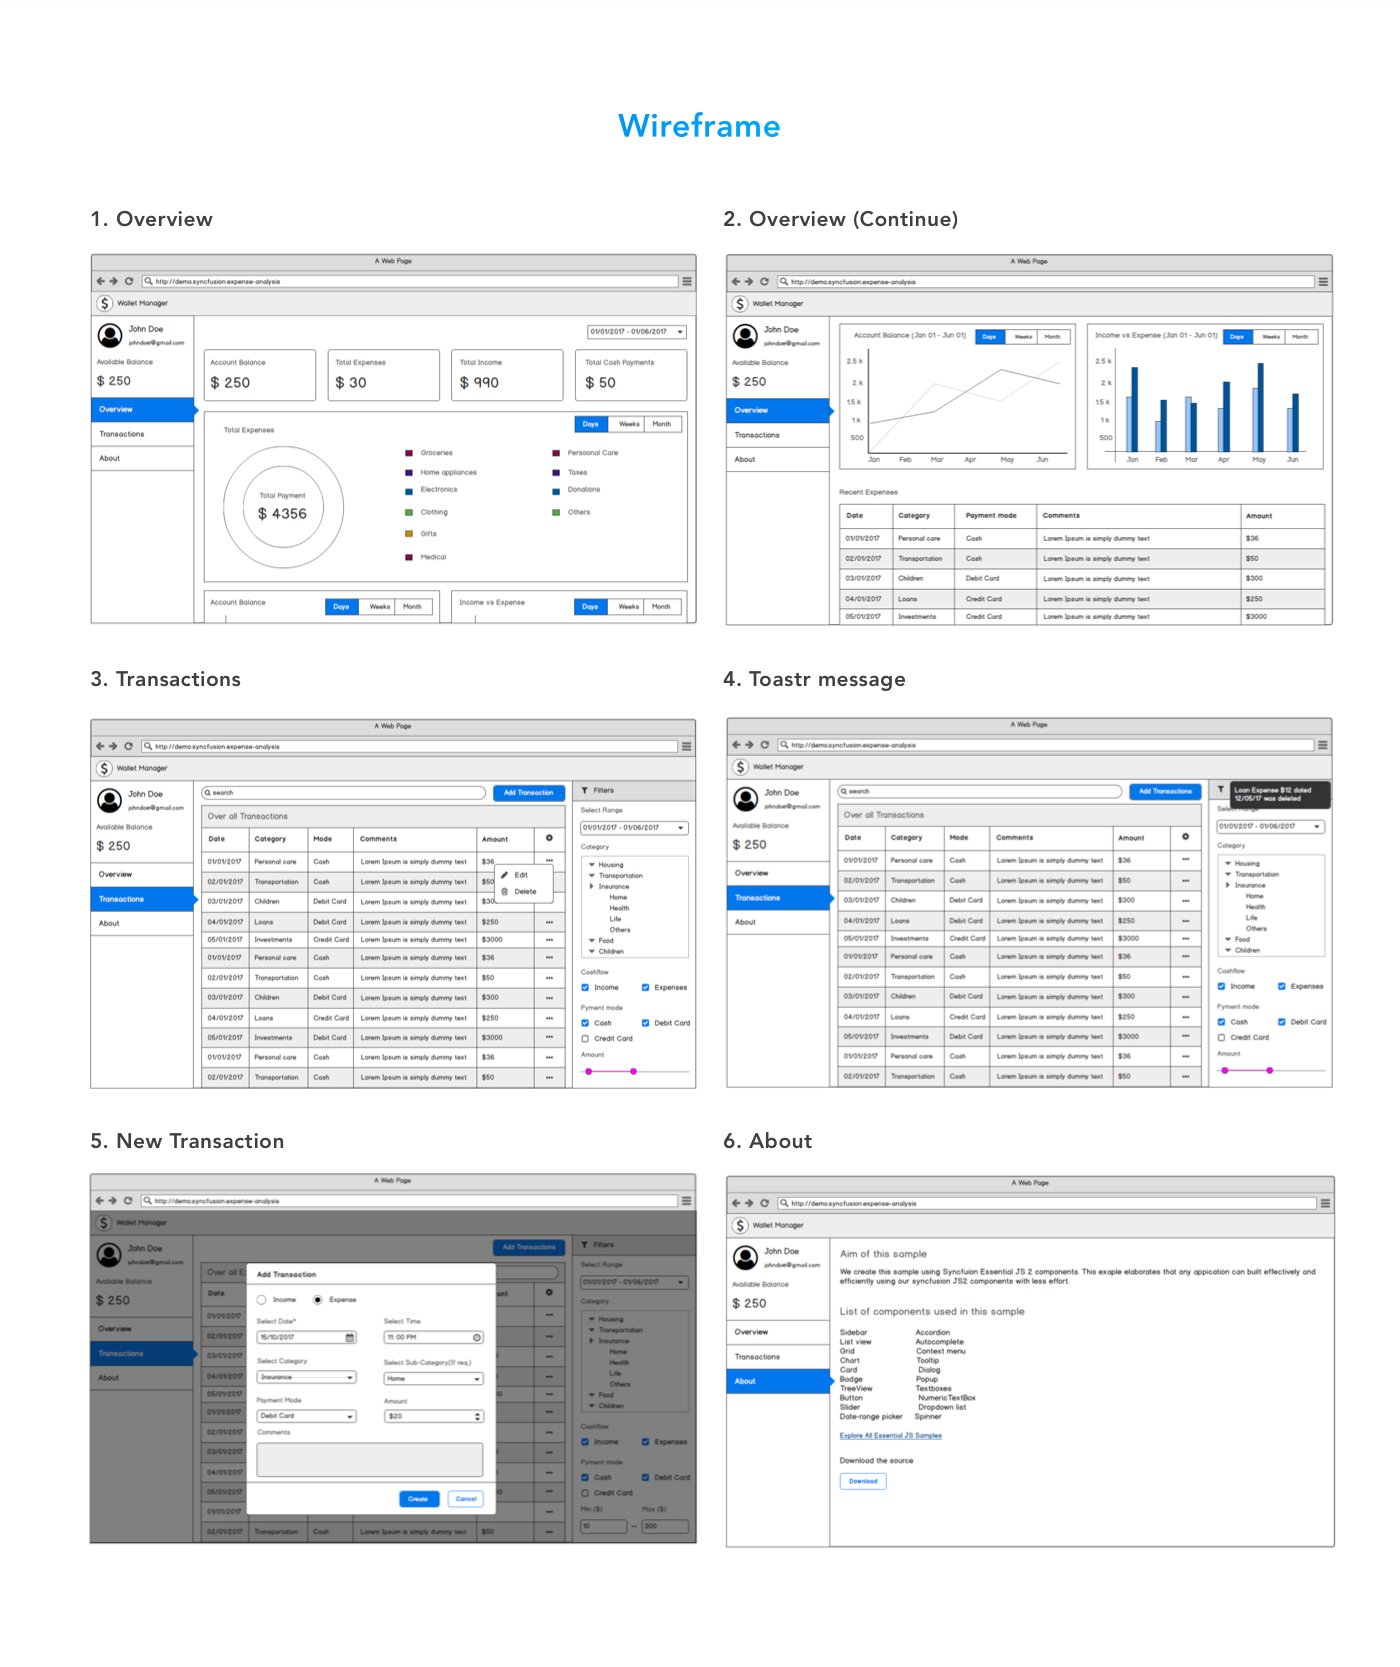 Wireframe
1. Overview
A Web Page
http://demo.syncfusion.expense-analysis
Wallet Manager
John Doe
johndoe@gmail.com
Available Balance
$ 250
Overview
Transactions
About
01/01/2017 - 01/06/2017
Account Balance
$ 250
Total Expenses
$ 30
Total Income
$ 990
Total Cash Payments
$ 50
Total Expenses
Days Weeks Month
Total Payment
$ 4356
Groceries
Home appliances
Electronics
Clothing
Gifts
Medical
Persoonal Care
Taxes
Donations
Others
Account Balance
Days Weeks Month
Income vs Expense
Days Weeks Month
2. Overview (Continue)
A Web Page
http://demo.syncfusion.expense-analysis
Wallet Manager
John Doe
johndoe@gmail.com
Available Balance
$ 250
Overview
Transactions
About
Account Balance (Jan 01 - Jun 01)
Days Weeks Month
2.5 k
2 k
1.5 k
1 k
500
Jan Feb Mar Apr May Jun
Income vs Expense (Jan 01 - Jun 01)
Days Weeks Month
2.5 k
2 k
1.5 k
1 k
500
Jan Feb Mar Apr May Jun
Recent Expenses
Date Category Payment mode Comments Amount
01/01/2017 Personal care Cash Lorem Ipsum is simply dummy text $36
02/01/2017 Transportation Cash Lorem Ipsum is simply dummy text $50
03/01/2017 Children Debit Card Lorem Ipsum is simply dummy text $300
04/01/2017 Loans Credit Card Lorem Ipsum is simply dummy text $250
05/01/2017 Investments Credit Card Lorem Ipsum is simply dummy text $3000
3. Transactions
A Web Page
http://demo.syncfusion.expense-analysis
Wallet Manager
John Doe
johndoe@gmail.com
Available Balance
$ 250
Overview
Transactions
About
search
Add Transaction
Over all Transactions
Date Category Mode Comments Amount
01/01/2017 Personal care Cash Lorem Ipsum is simply dummy text $36 ...
02/01/2017 Transportation Cash Lorem Ipsum is simply dummy text $50
03/01/2017 Children Debit Card Lorem Ipsum is simply dummy text $300
04/01/2017 Loans Debit Card Lorem Ipsum is simply dummy text $250 ...
05/01/2017 Investments Credit Card Lorem Ipsum is simply dummy text $3000 ...
01/01/2017 Personal care Cash Lorem Ipsum is simply dummy text $36 ...
02/01/2017 Transportation Cash Lorem Ipsum is simply dummy text $50 ...
03/01/2017 Children Debit Card Lorem Ipsum is simply dummy text $300 ...
04/01/2017 Loans Credit Card Lorem Ipsum is simply dummy text $250 ...
05/01/2017 Investments Debit Card Lorem Ipsum is simply dummy text $3000 ...
01/01/2017 Personal care Cash Lorem Ipsum is simply dummy text $36 ...
02/01/2017 Transportation Cash Lorem Ipsum is simply dummy text $50 ...
Edit
Delete
Filters
Select Range
01/01/2017 - 01/06/2017
Category
Housing
Transportation
Insurance
Home
Health
Life
Others
Food
Children
Cashflow
Income Expenses
Pyment mode
Cash Debit Card
Credit Card
Amount
4. Toastr message
A Web Page
http://demo.syncfusion.expense-analysis
Wallet Manager
John Doe
johndoe@gmail.com
Available Balance
$ 250
Overview
Transactions
About
search
Add Transactions
Over all Transactions
Date Category Mode Comments Amount
01/01/2017 Personal care Cash Lorem Ipsum is simply dummy text $36 ...
02/01/2017 Transportation Cash Lorem Ipsum is simply dummy text $50 ...
03/01/2017 Children Debit Card Lorem Ipsum is simply dummy text $300 ...
04/01/2017 Loans Debit Card Lorem Ipsum is simply dummy text $250 ...
05/01/2017 Investments Credit Card Lorem Ipsum is simply dummy text $3000 ...
01/01/2017 Personal care Cash Lorem Ipsum is simply dummy text $36 ...
02/01/2017 Transportation Cash Lorem Ipsum is simply dummy text $50 ...
03/01/2017 Children Debit Card Lorem Ipsum is simply dummy text $300 ...
04/01/2017 Loans Credit Card Lorem Ipsum is simply dummy text $250 ...
05/01/2017 Investments Debit Card Lorem Ipsum is simply dummy text $3000 ...
01/01/2017 Personal care Cash Lorem Ipsum is simply dummy text $36 ...
02/01/2017 Transportation Cash Lorem Ipsum is simply dummy text $50 ...
Loan Expense $12 dated
12/05/17 was deleted
Select Range
01/01/2017 - 01/06/2017
Category
Housing
Transportation
Insurance
Home
Health
Life
Others
Food
Children
Cashflow
Income Expenses
Pyment mode
Cash Debit Card
Credit Card
Amount
5. New Transaction
A Web Page
http://demo.syncfusion.expense-analysis
Wallet Manager
John Doe
johndoe@gmail.com
Available Balance
$ 250
Overview
Transactions
About
Add Transactions
Over all E
Date
unt
01/01/2017
02/01/2017
03/01/2017
04/01/2017
05/01/2017
01/01/2017
02/01/2017
03/01/2017
04/01/2017
05/01/2017
01/01/2017
02/01/2017 Transportation Cash Lorem Ipsum is simply dummy text $50 ...
Add Transaction
Income Expense
Select Date* Select Time
15/10/2017 11: 00 PM
Select Category Select Sub-Category(If req.)
Insurance Home
Payment Mode Amount
Debit Card $20
Comments
Create Cancel
Filters
Select Range
01/01/2017 - 01/06/2017
Category
Housing
Transportation
Insurance
Home
Health
Life
Others
Food
Children
Cashflow
Income Expenses
Pyment mode
Cash Debit Card
Credit Card
Min ($) Max ($)
10 -- 300
6. About
A Web Page
http://demo.syncfusion.expense-analysis
Wallet Manager
John Doe
johndoe@gmail.com
Available Balance
$ 250
Overview
Transactions
About
Aim of this sample
We create this sample using Syncfuion Essential JS 2 components. This exaple elaborates that any appication can built effectively and
efficiently using our syncfusion JS2 components with less effort.
List of components used in this sample
Sidebar Accordion
List view Autocomplete
Grid Context menu
Chart Tooltip
Card Dialog
Badge Popup
TreeView Textboxes
Button NumericTextBox
Slider Dropdown list
Date-range picker Spinner
Explore All Essential JS Samples
Download the source
Download